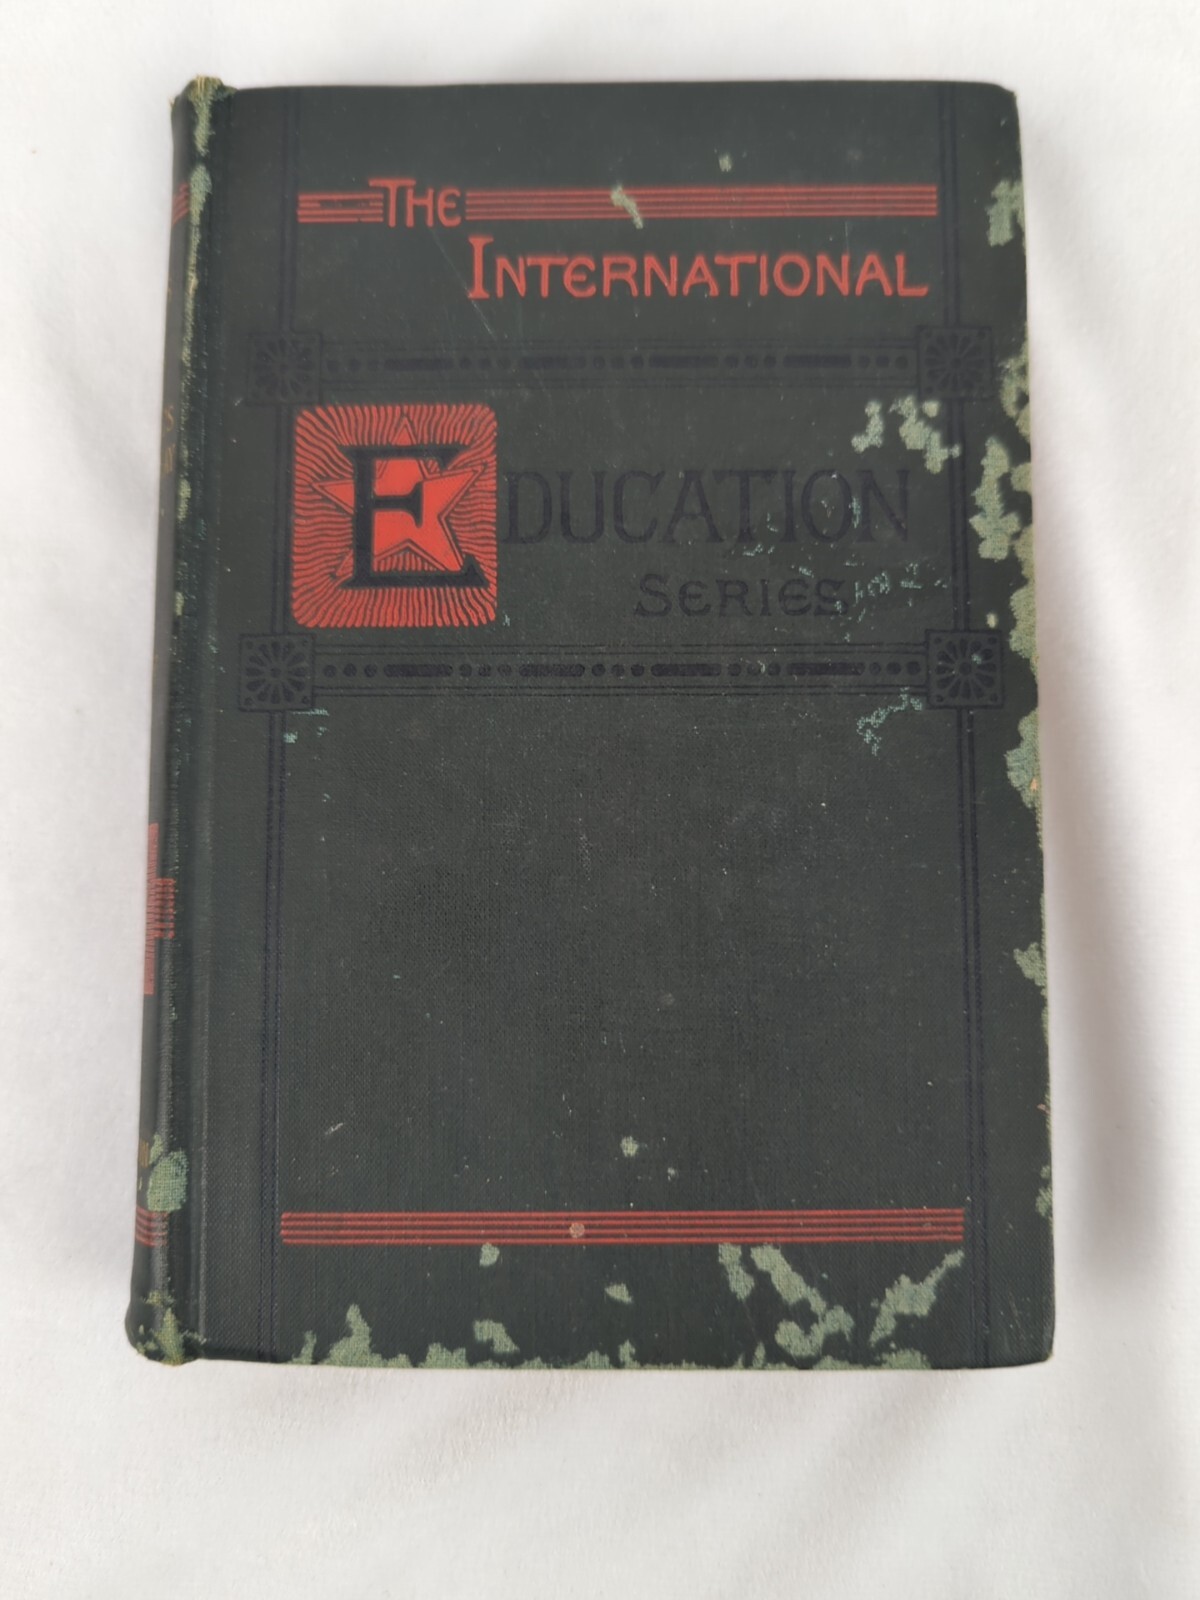 THE
INTERNATIONAL
EDUCATION
SERIES